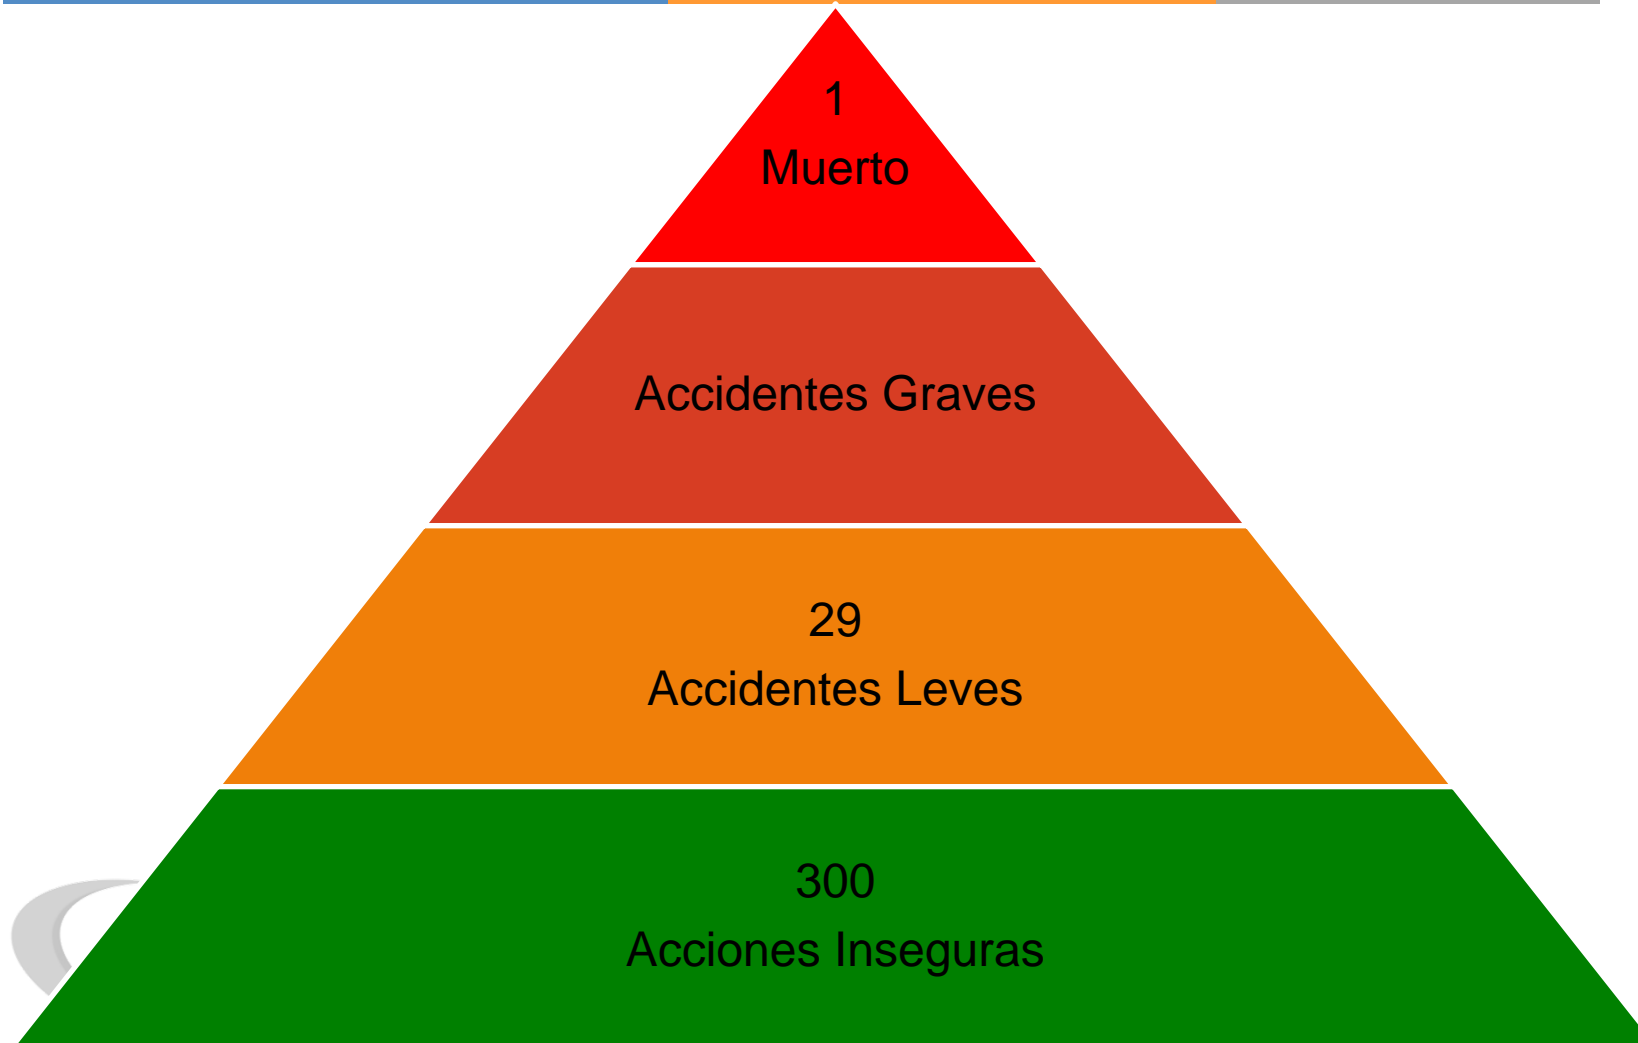 1
Muerto
Accidentes Graves
29
Accidentes Leves
300
Acciones Inseguras